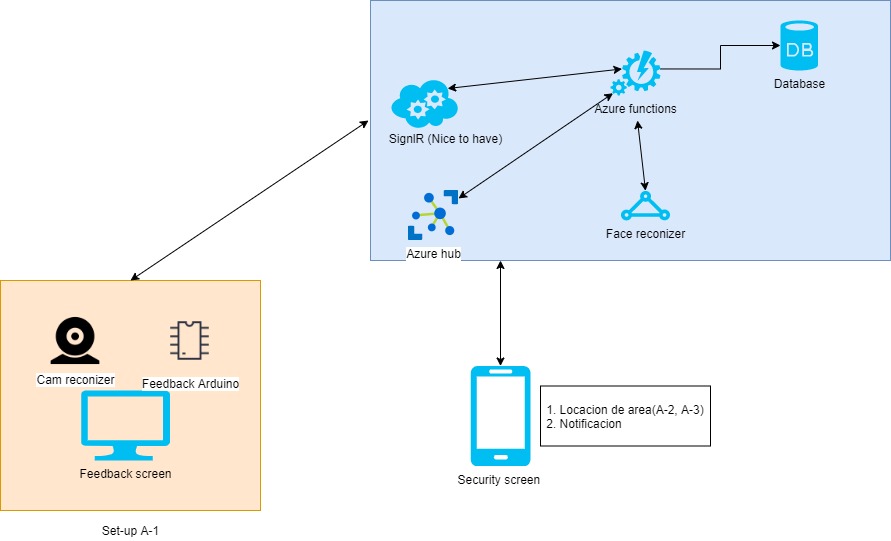 DB
Database
Azure functions
SignIR (Nice to have)
Face reconizer
Azure hub
Cam reconizer
Feedback Arduino
Feedback screen
Set-up A-1
1. Locacion de area(A-2, A-3)
2. Notificacion
Security screen